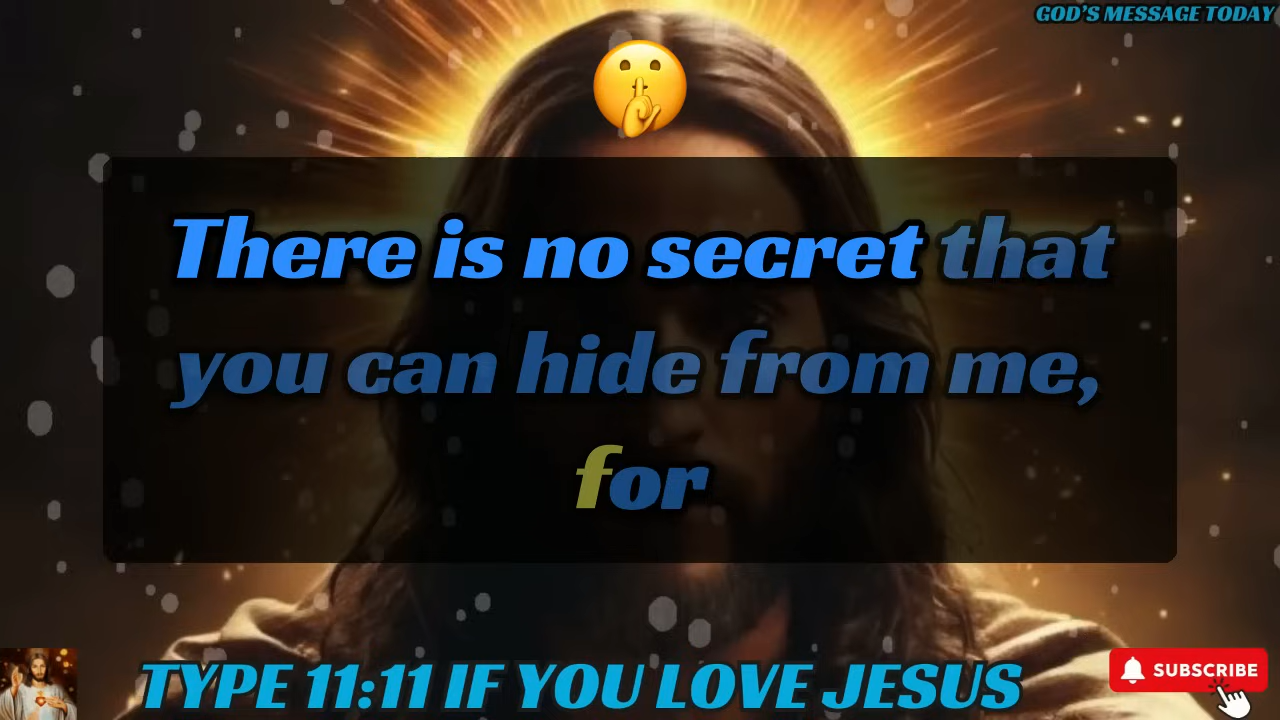 GOD'S MESSAGE TODAY
There is no secret that
you can hide from me,
for
TYPE 11:11 IF YOU LOVE JESUS
SUBSCRIBE